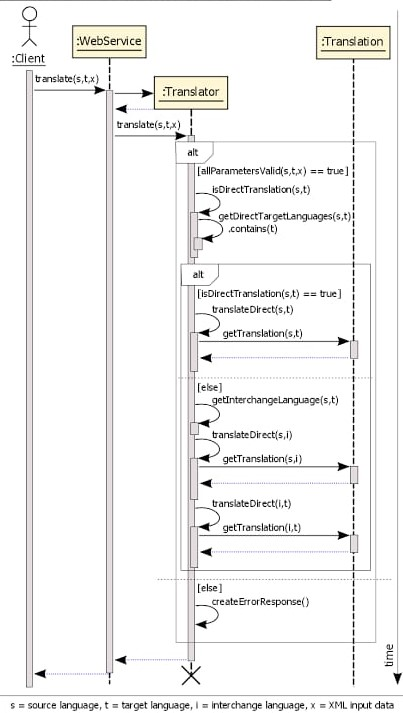 :Client
:WebService
:Translation
translate(s,t,x)
:Translator
translate(s,t,x)
alt
[allParametersValid(s,t,x) == true]
isDirectTranslation(s,t)
getDirectTargetLanguages(s,t)
.contains(t)
alt
[isDirectTranslation(s,t) == true]
translateDirect(s,t)
getTranslation(s,t)
[else]
getInterchangeLanguage(s,t)
translateDirect(s,i)
getTranslation(s,i)
translateDirect(i,t)
getTranslation(i,t)
[else]
createErrorResponse()
time
s = source language, t = target language, i = interchange language, x = XML input data